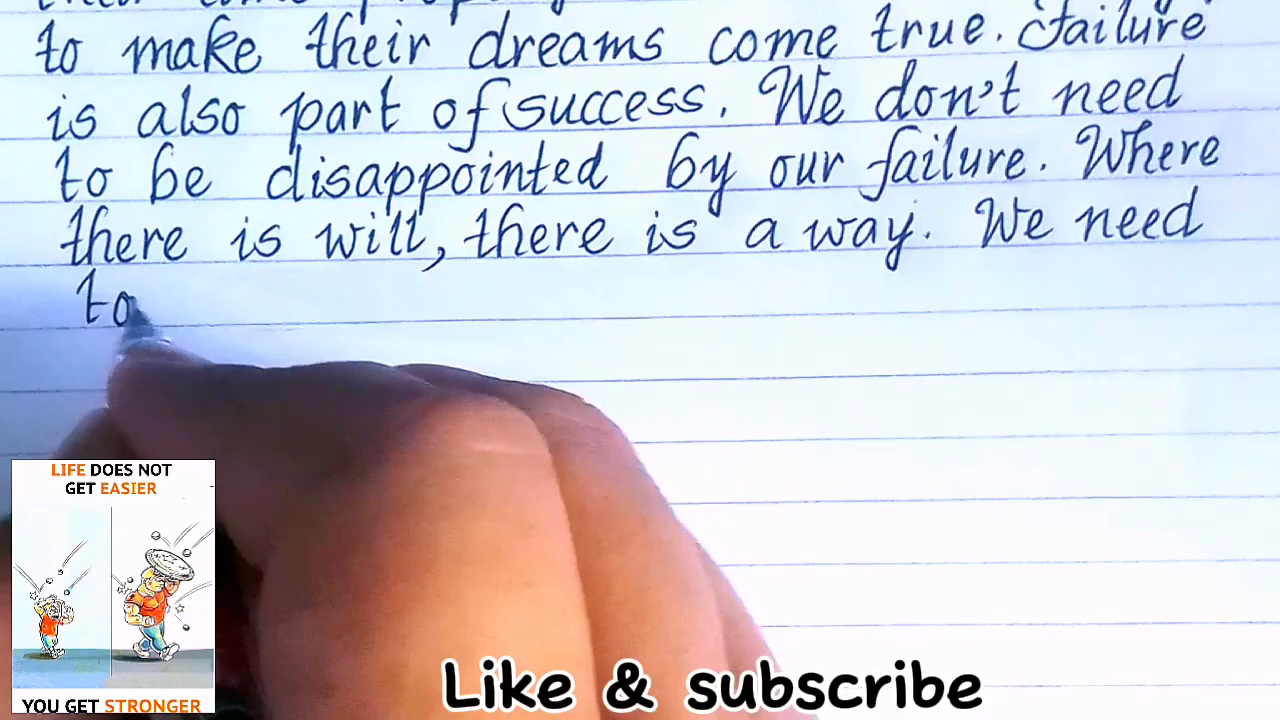 to make their dreams come true. Failure
is also part of success. We don't need
to be disappointed by our failure. Where
there is will, there is a way. We need
to
LIFE DOES NOT
GET EASIER
YOU GET STRONGER
Like & subscribe